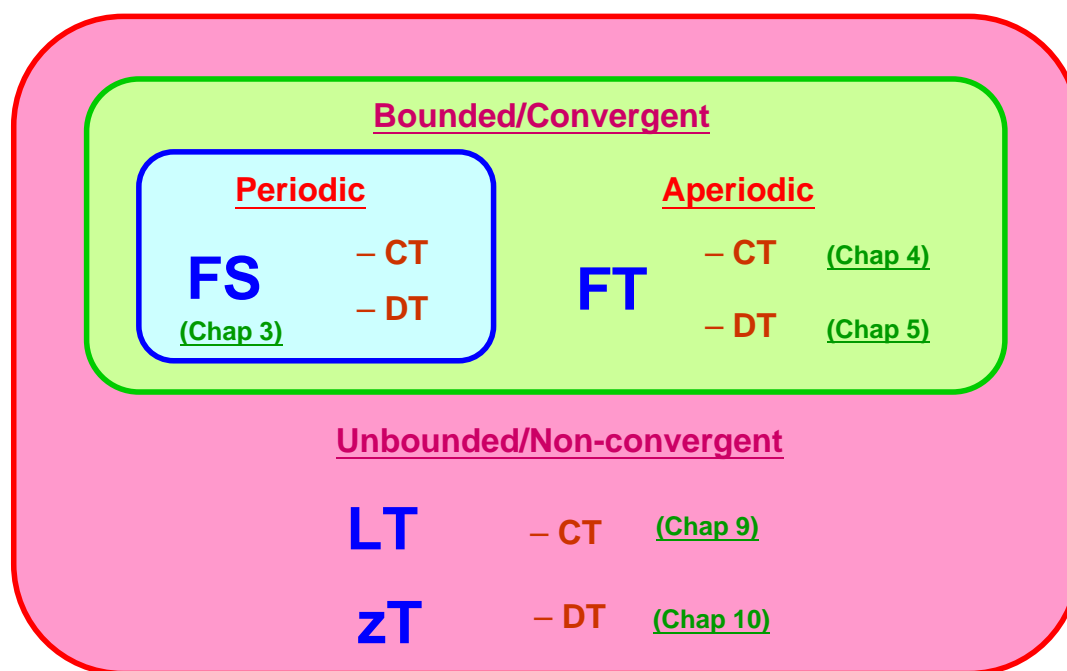 Bounded/Convergent
Periodic
FS
(Chap 3)
– CT
– DT
Aperiodic
FT
– CT (Chap 4)
– DT (Chap 5)
Unbounded/Non-convergent
LT – CT (Chap 9)
zT – DT (Chap 10)